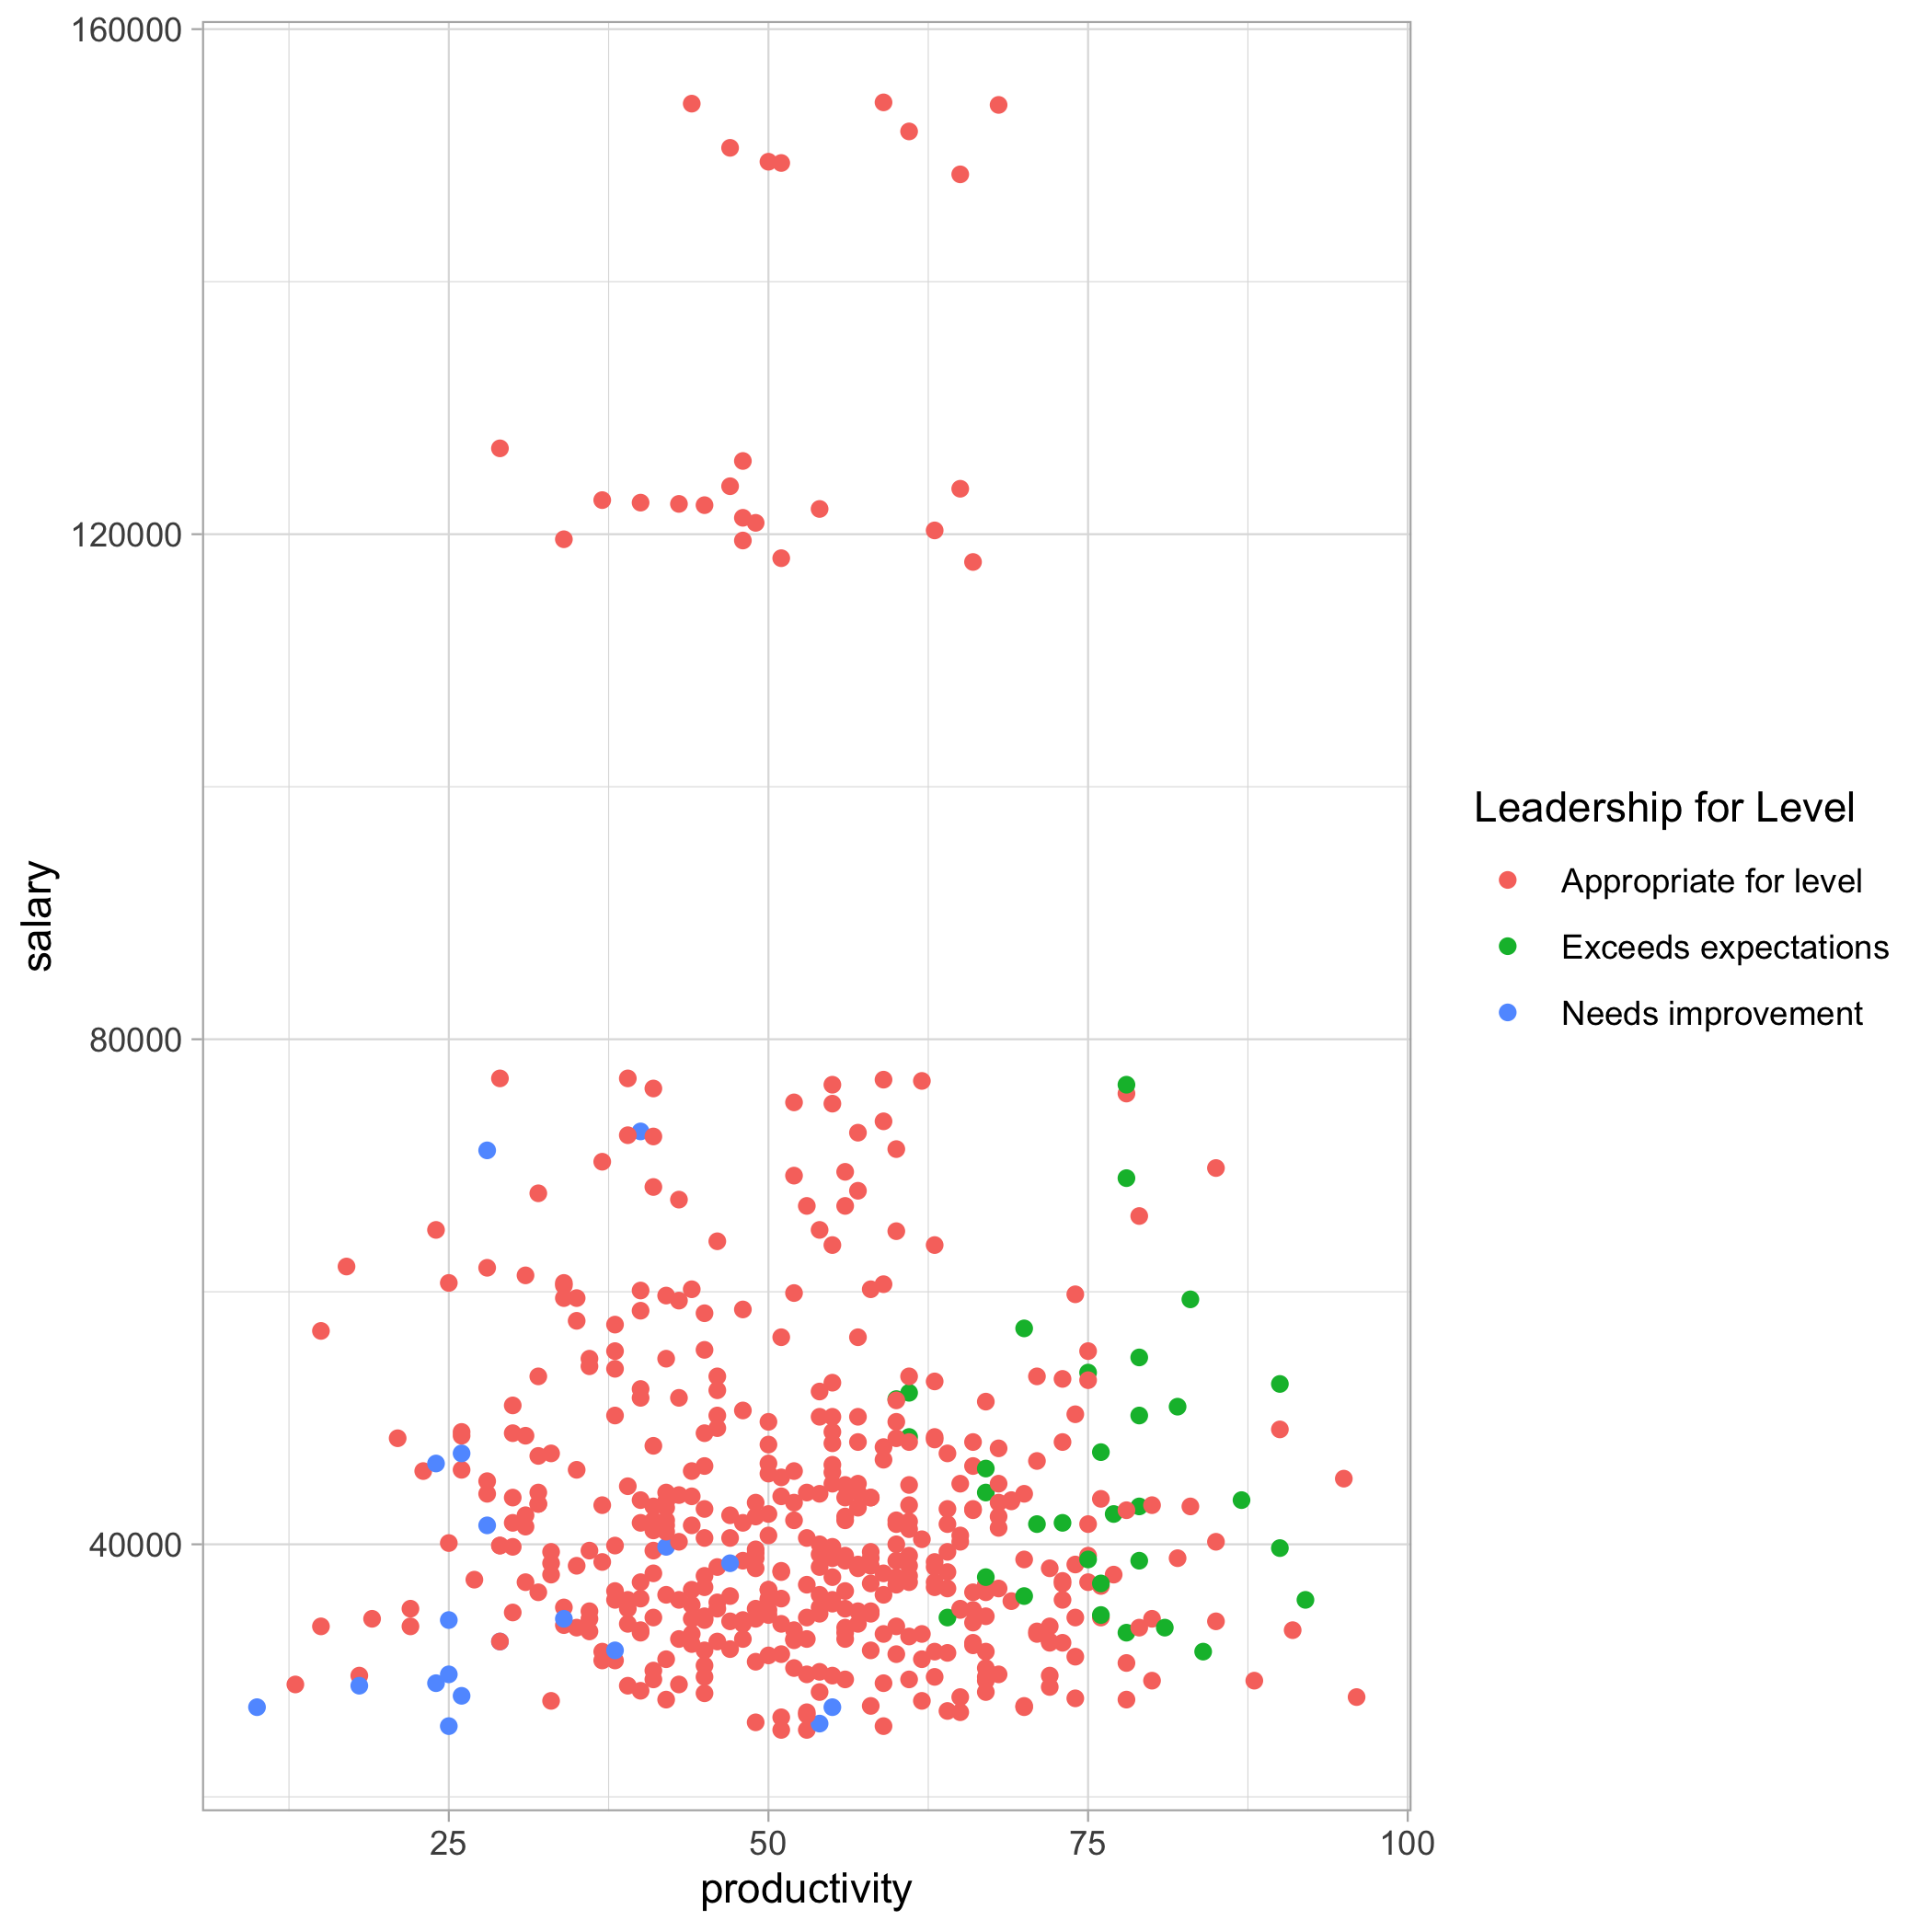 160000
120000
80000
40000
salary
25
50
75
100
productivity
Leadership for Level
Appropriate for level
Exceeds expectations
Needs improvement